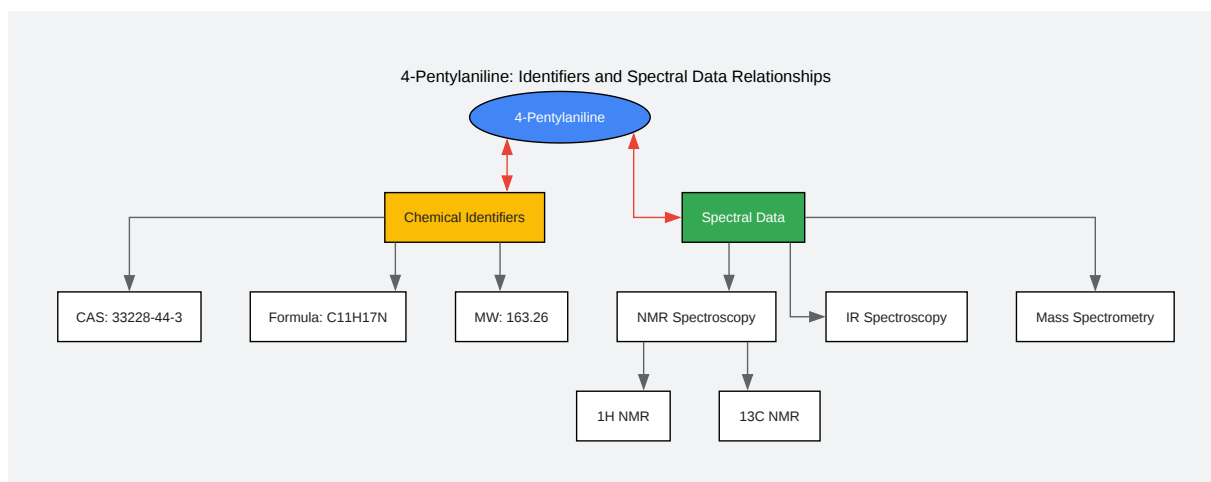 4-Pentylaniline: Identifiers and Spectral Data Relationships
4-Pentylaniline
Chemical Identifiers
Spectral Data
CAS: 33228-44-3
Formula: C11H17N
MW: 163.26
NMR Spectroscopy
IR Spectroscopy
Mass Spectrometry
1H NMR
13C NMR